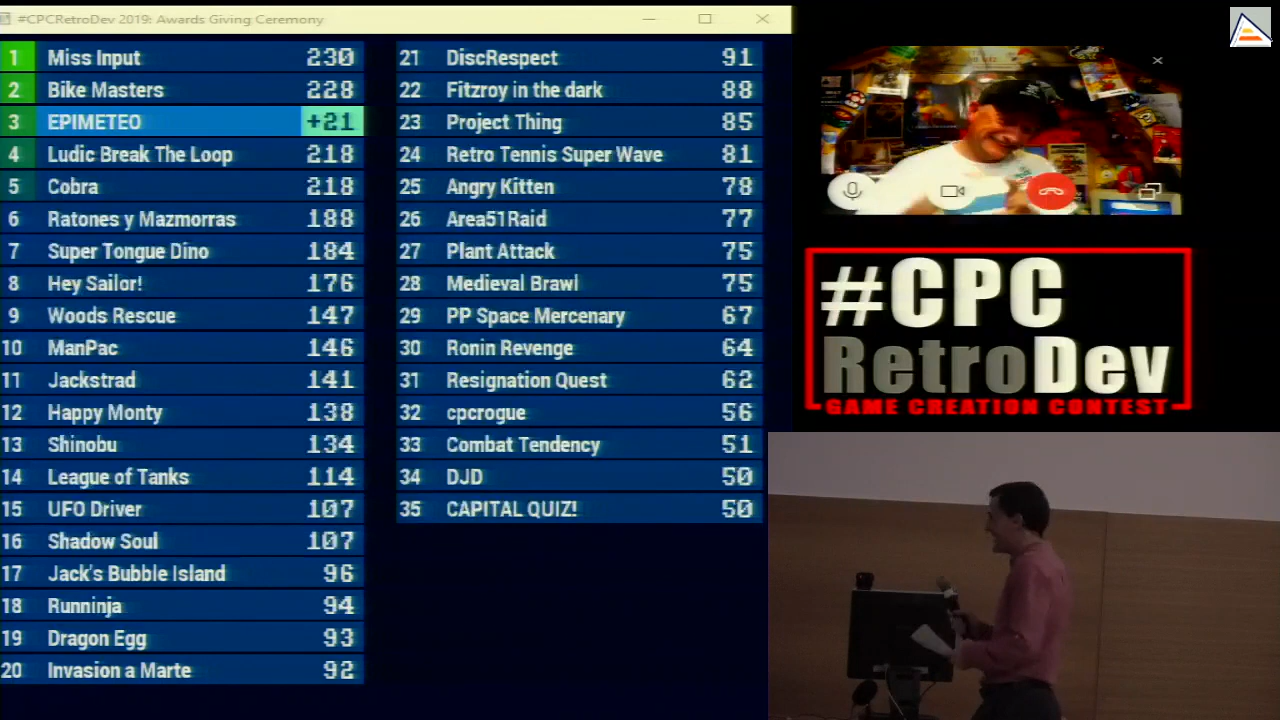 #CPCRetroDev 2019: Awards Giving Ceremony
1 Miss Input 230
2 Bike Masters 228
3 EPIMETEO +21
4 Ludic Break The Loop 218
5 Cobra 218
6 Ratones y Mazmorras 188
7 Super Tongue Dino 184
8 Hey Sailor! 176
9 Woods Rescue 147
10 ManPac 146
11 Jackstrad 141
12 Happy Monty 138
13 Shinobu 134
14 League of Tanks 114
15 UFO Driver 107
16 Shadow Soul 107
17 Jack's Bubble Island 96
18 Runninja 94
19 Dragon Egg 93
20 Invasion a Marte 92
21 DiscRespect 91
22 Fitzroy in the dark 88
23 Project Thing 85
24 Retro Tennis Super Wave 81
25 Angry Kitten 78
26 Area51Raid 77
27 Plant Attack 75
28 Medieval Brawl 75
29 PP Space Mercenary 67
30 Ronin Revenge 64
31 Resignation Quest 62
32 cpcrogue 56
33 Combat Tendency 51
34 DJD 50
35 CAPITAL QUIZ! 50
#CPC
RetroDev
GAME CREATION CONTEST